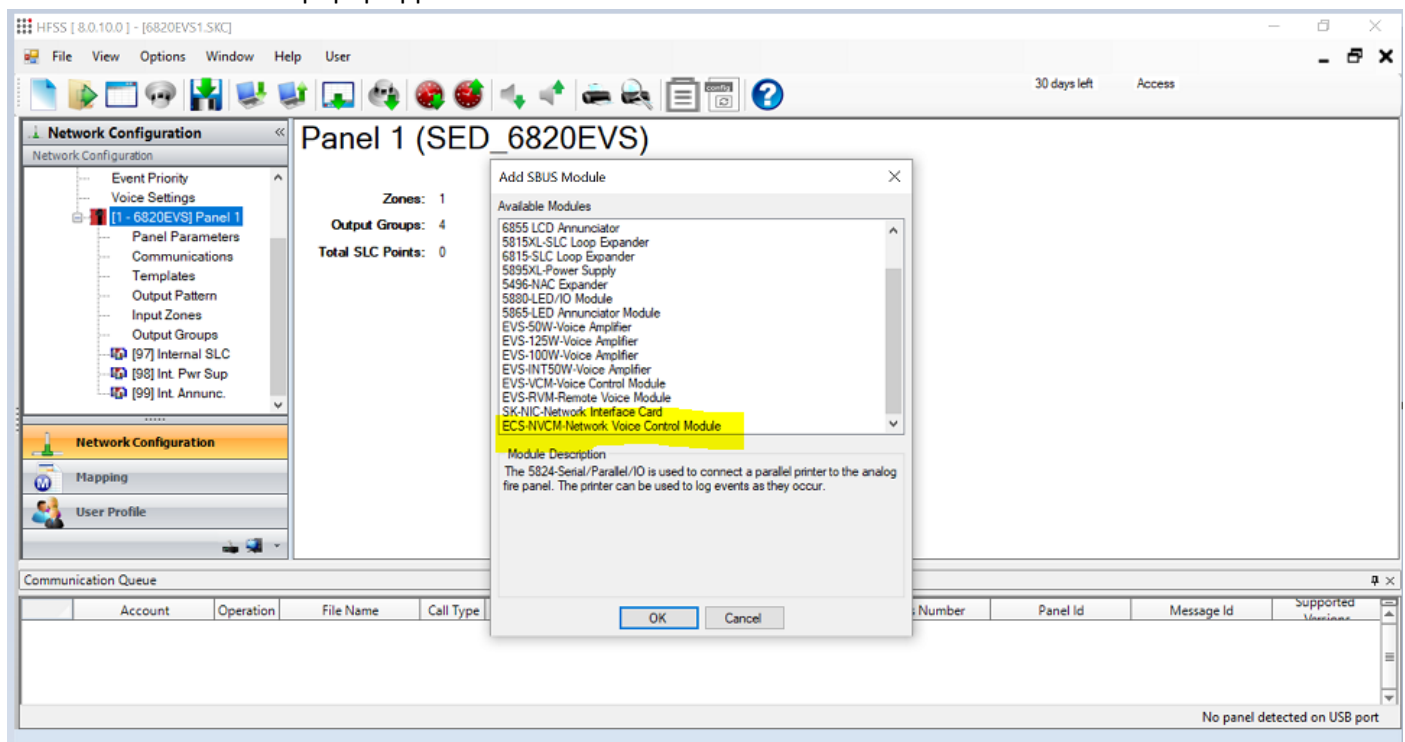 HFSS [ 8.0.10.0 ] - [6820EVS1.SKC]
File View Options Window Help User
30 days left Access
Network Configuration
Network Configuration
Event Priority
Voice Settings
[1 - 6820EVS] Panel 1
Panel Parameters
Communications
Templates
Output Pattern
Input Zones
Output Groups
[97] Internal SLC
[98] Int. Pwr Sup
[99] Int. Annunc.
Network Configuration
Mapping
User Profile
Panel 1 (SED_6820EVS)
Zones: 1
Output Groups: 4
Total SLC Points: 0
Add SBUS Module
Available Modules
6855 LCD Annunciator
5815XL-SLC Loop Expander
6815-SLC Loop Expander
5895XL-Power Supply
5496-NAC Expander
5880-LED/IO Module
5865-LED Annunciator Module
EVS-50W-Voice Amplifier
EVS-125W-Voice Amplifier
EVS-100W-Voice Amplifier
EVS-INT50W-Voice Amplifier
EVS-VCM-Voice Control Module
EVS-RVM-Remote Voice Module
SK-NIC-Network Interface Card
ECS-NVCM-Network Voice Control Module
Module Description
The 5824-Serial/Parallel/IO is used to connect a parallel printer to the analog
fire panel. The printer can be used to log events as they occur.
OK Cancel
Communication Queue
Account Operation File Name Call Type Number Panel Id Message Id Supported
Versions
No panel detected on USB port